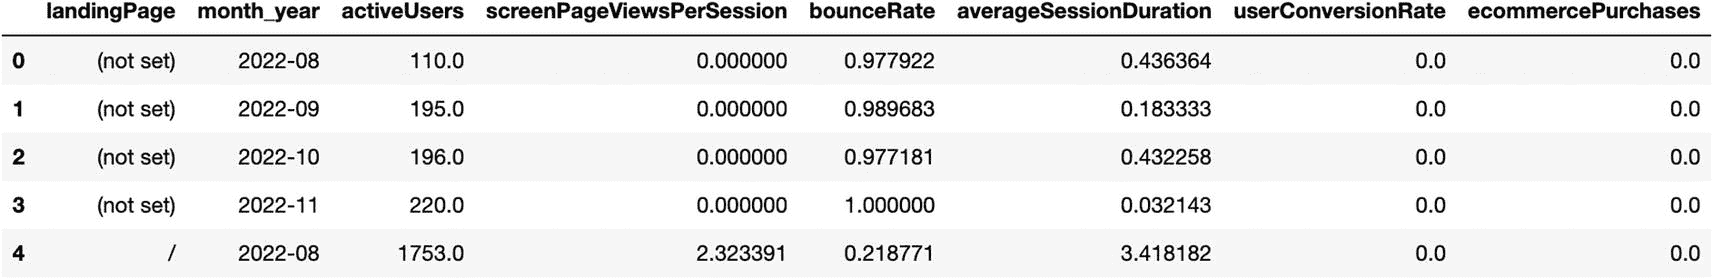 landingPage month_year activeUsers screenPageViewsPerSession bounceRate averageSessionDuration userConversionRate ecommercePurchases
0 (not set) 2022-08 110.0 0.000000 0.977922 0.436364 0.0 0.0
1 (not set) 2022-09 195.0 0.000000 0.989683 0.183333 0.0 0.0
2 (not set) 2022-10 196.0 0.000000 0.977181 0.432258 0.0 0.0
3 (not set) 2022-11 220.0 0.000000 1.000000 0.032143 0.0 0.0
4 / 2022-08 1753.0 2.323391 0.218771 3.418182 0.0 0.0